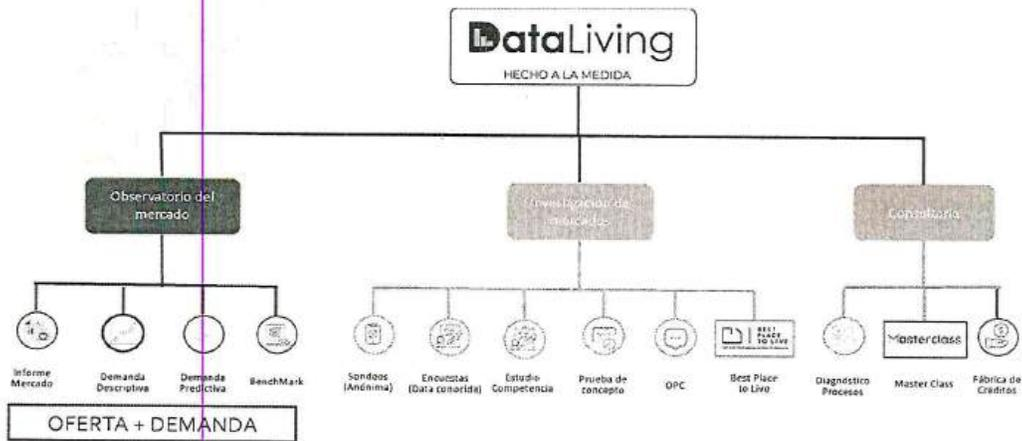 DataLiving
HECHO A LA MEDIDA
Observatorio del
mercado
Investigación de
mercados
Consultoría
BEST
PLACE
TO LIVE
Masterclass
Informe
Mercado
Demanda
Descriptiva
Demanda
Predictiva
BenchMark
Sondeos
(Anónima)
Encuestas
(Data conocida)
Estudio
Competencia
Prueba de
concepto
OPC
Best Place
to Live
Diagnóstico
Procesos
Master Class
Fábrica de
Créditos
OFERTA + DEMANDA